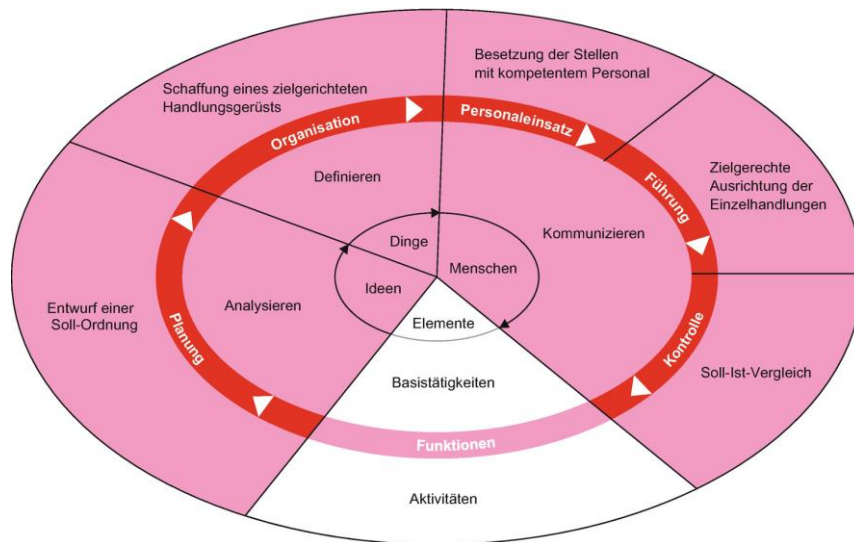 Besetzung der Stellen
mit kompetentem Personal
Schaffung eines zielgerichteten
Handlungsgerüsts
Personaleinsatz
Organisation
Zielgerechte
Ausrichtung der
Einzelhandlungen
Führung
Definieren
Kommunizieren
Dinge
Menschen
Ideen
Entwurf einer
Soll-Ordnung
Analysieren
Elemente
Planung
Kontrolle
Soll-Ist-Vergleich
Basistätigkeiten
Funktionen
Aktivitäten